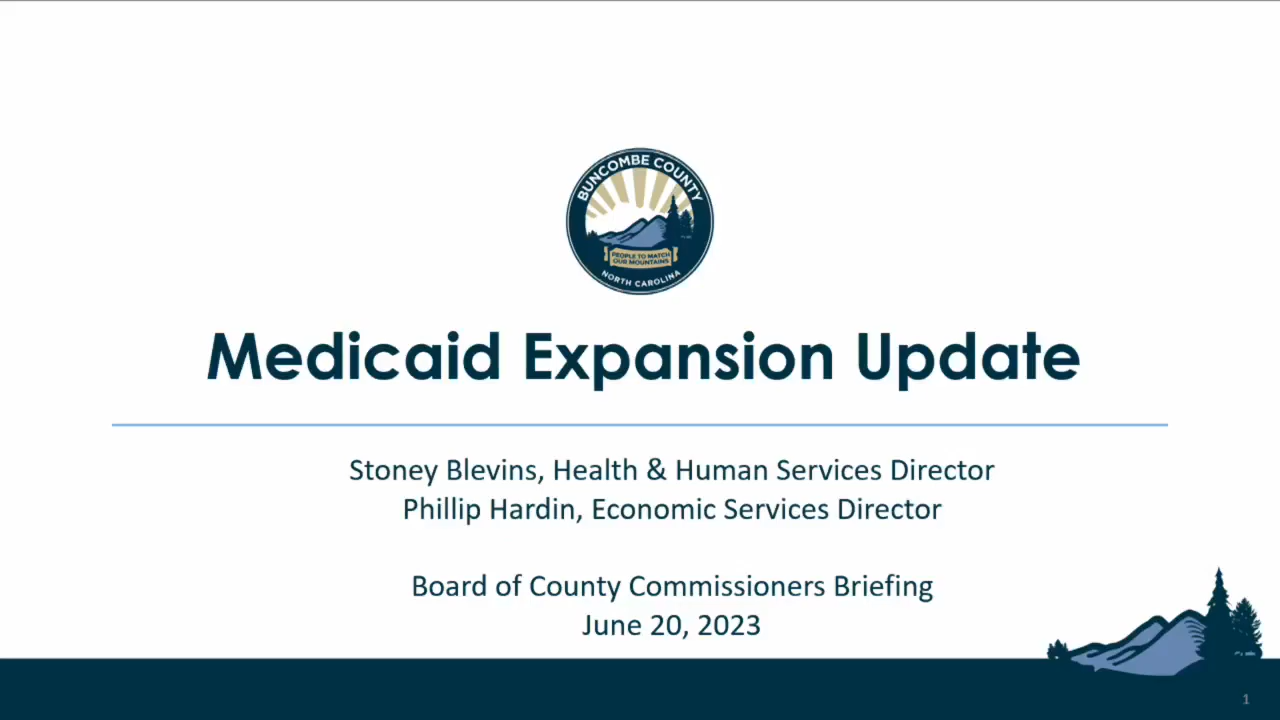 BUNCOMBE COUNTY
PEOPLE TO MATCH
OUR MOUNTAINS
NORTH CAROLINA
Medicaid Expansion Update
Stoney Blevins, Health & Human Services Director
Phillip Hardin, Economic Services Director
Board of County Commissioners Briefing
June 20, 2023
1